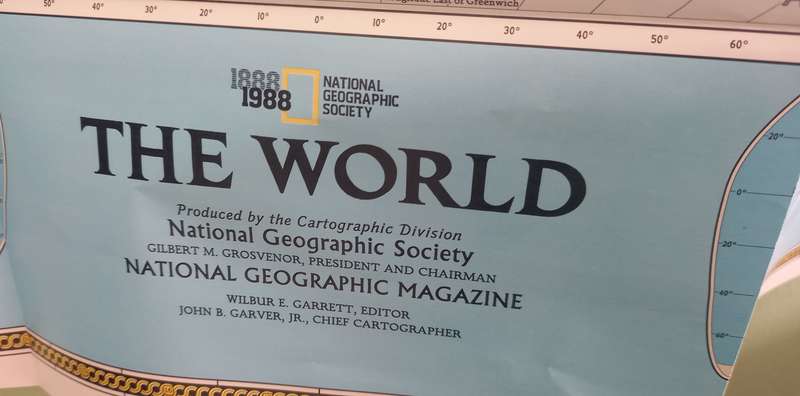 East of Greenwich
50° 40° 30° 20° 10° 0° 10° 20° 30° 40° 50° 60°
1888
1988
NATIONAL
GEOGRAPHIC
SOCIETY
THE WORLD
Produced by the Cartographic Division
National Geographic Society
GILBERT M. GROSVENOR, PRESIDENT AND CHAIRMAN
NATIONAL GEOGRAPHIC MAGAZINE
WILBUR E. GARRETT, EDITOR
JOHN B. GARVER, JR., CHIEF CARTOGRAPHER
20°
0°
20°
40°
60°